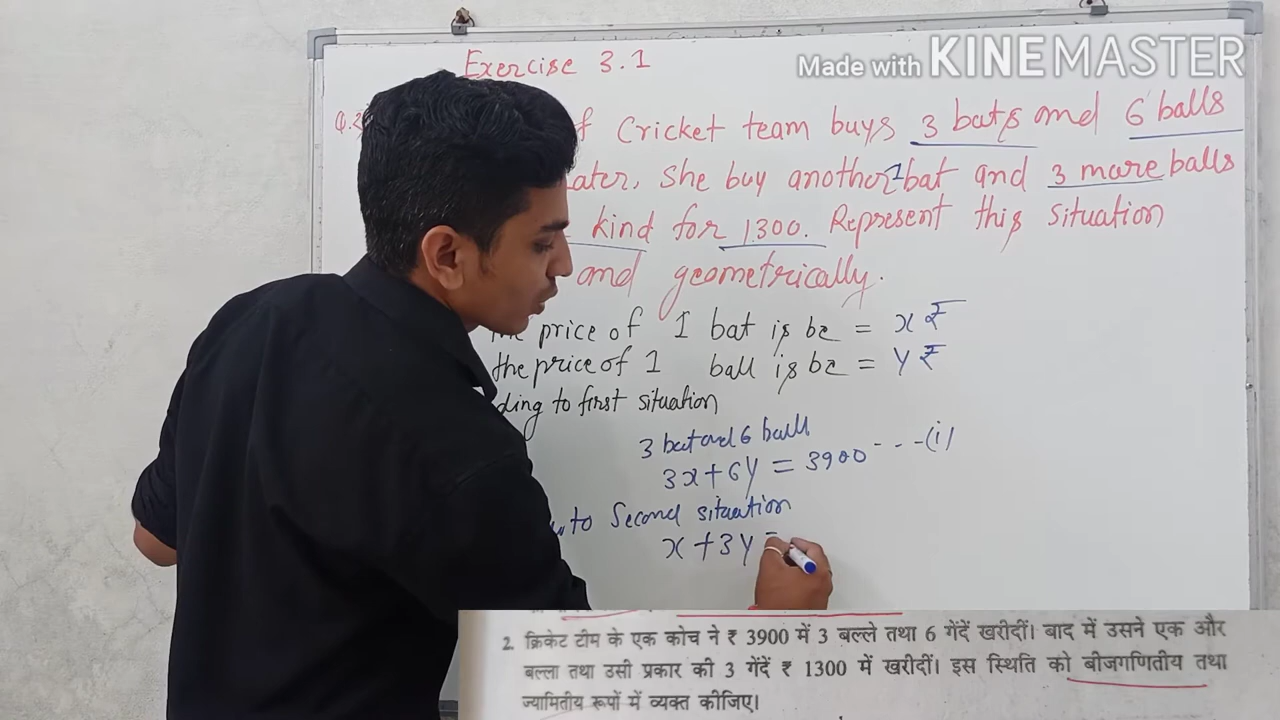 Made with KINEMASTER
Exercise 3.1
Q.2 f Cricket team buys 3 bats and 6 balls
ater, She buy another 1 bat and 3 more balls
kind for 1300. Represent this situation
and geometrically.
price of 1 bat is be = x ₹
the price of 1 ball is be = y ₹
ding to first situation
3 bat and 6 ball
3x+6y = 3900 - - - (i)
to Second situation
x + 3y =
2. क्रिकेट टीम के एक कोच ने ₹ 3900 में 3 बल्ले तथा 6 गेंदें खरीदीं। बाद में उसने एक और
बल्ला तथा उसी प्रकार की 3 गेंदें ₹ 1300 में खरीदीं। इस स्थिति को बीजगणितीय तथा
ज्यामितीय रूपों में व्यक्त कीजिए।